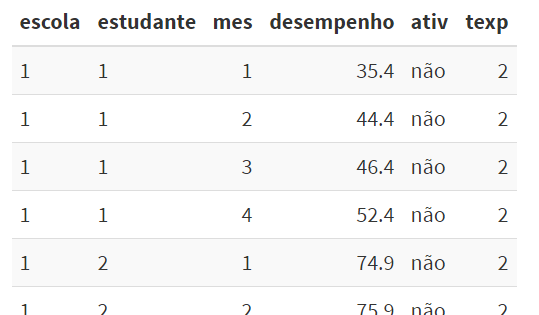 escola estudante mes desempenho ativ texp
1 1 1 35.4 não 2
1 1 2 44.4 não 2
1 1 3 46.4 não 2
1 1 4 52.4 não 2
1 2 1 74.9 não 2
1 2 2 75.9 não 2